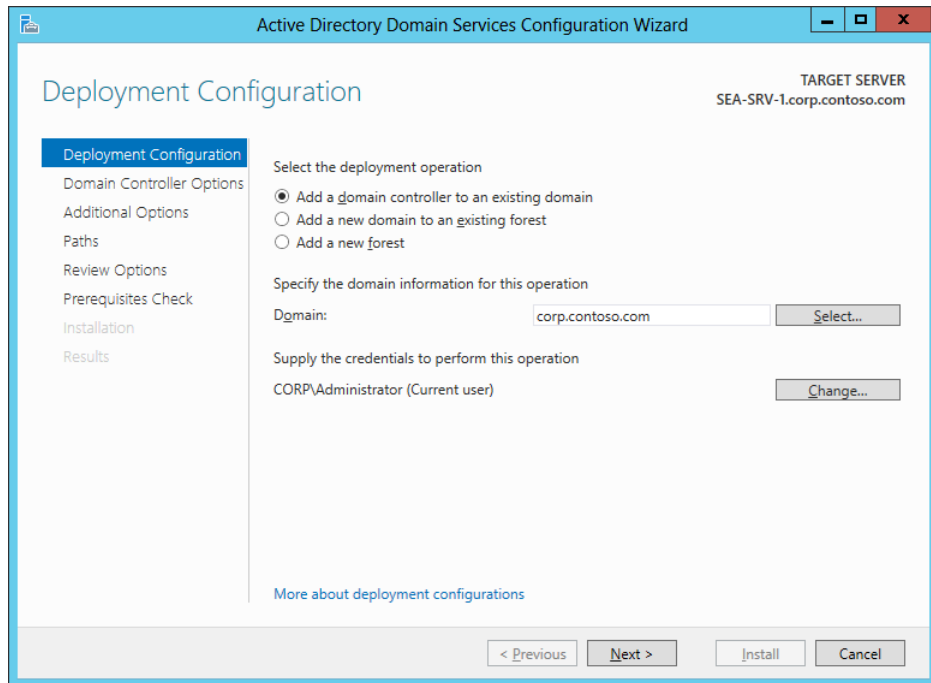 Active Directory Domain Services Configuration Wizard
Deployment Configuration
TARGET SERVER
SEA-SRV-1.corp.contoso.com
Deployment Configuration
Domain Controller Options
Additional Options
Paths
Review Options
Prerequisites Check
Installation
Results
Select the deployment operation
Add a domain controller to an existing domain
Add a new domain to an existing forest
Add a new forest
Specify the domain information for this operation
Domain: corp.contoso.com Select...
Supply the credentials to perform this operation
CORP\Administrator (Current user) Change...
More about deployment configurations
< Previous Next > Install Cancel